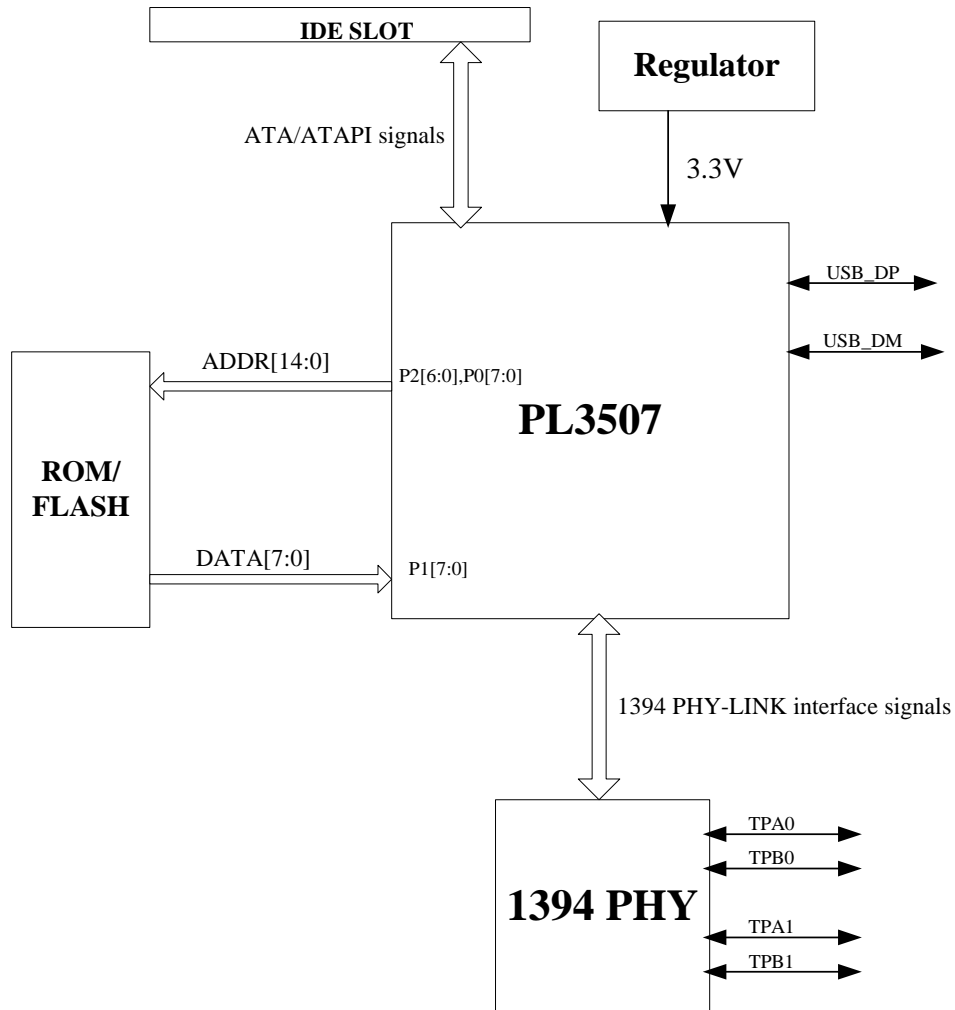 IDE SLOT
Regulator
ATA/ATAPI signals
3.3V
USB_DP
USB_DM
ADDR[14:0]
P2[6:0],P0[7:0]
PL3507
ROM/
FLASH
DATA[7:0]
P1[7:0]
1394 PHY-LINK interface signals
TPA0
TPB0
1394 PHY
TPA1
TPB1